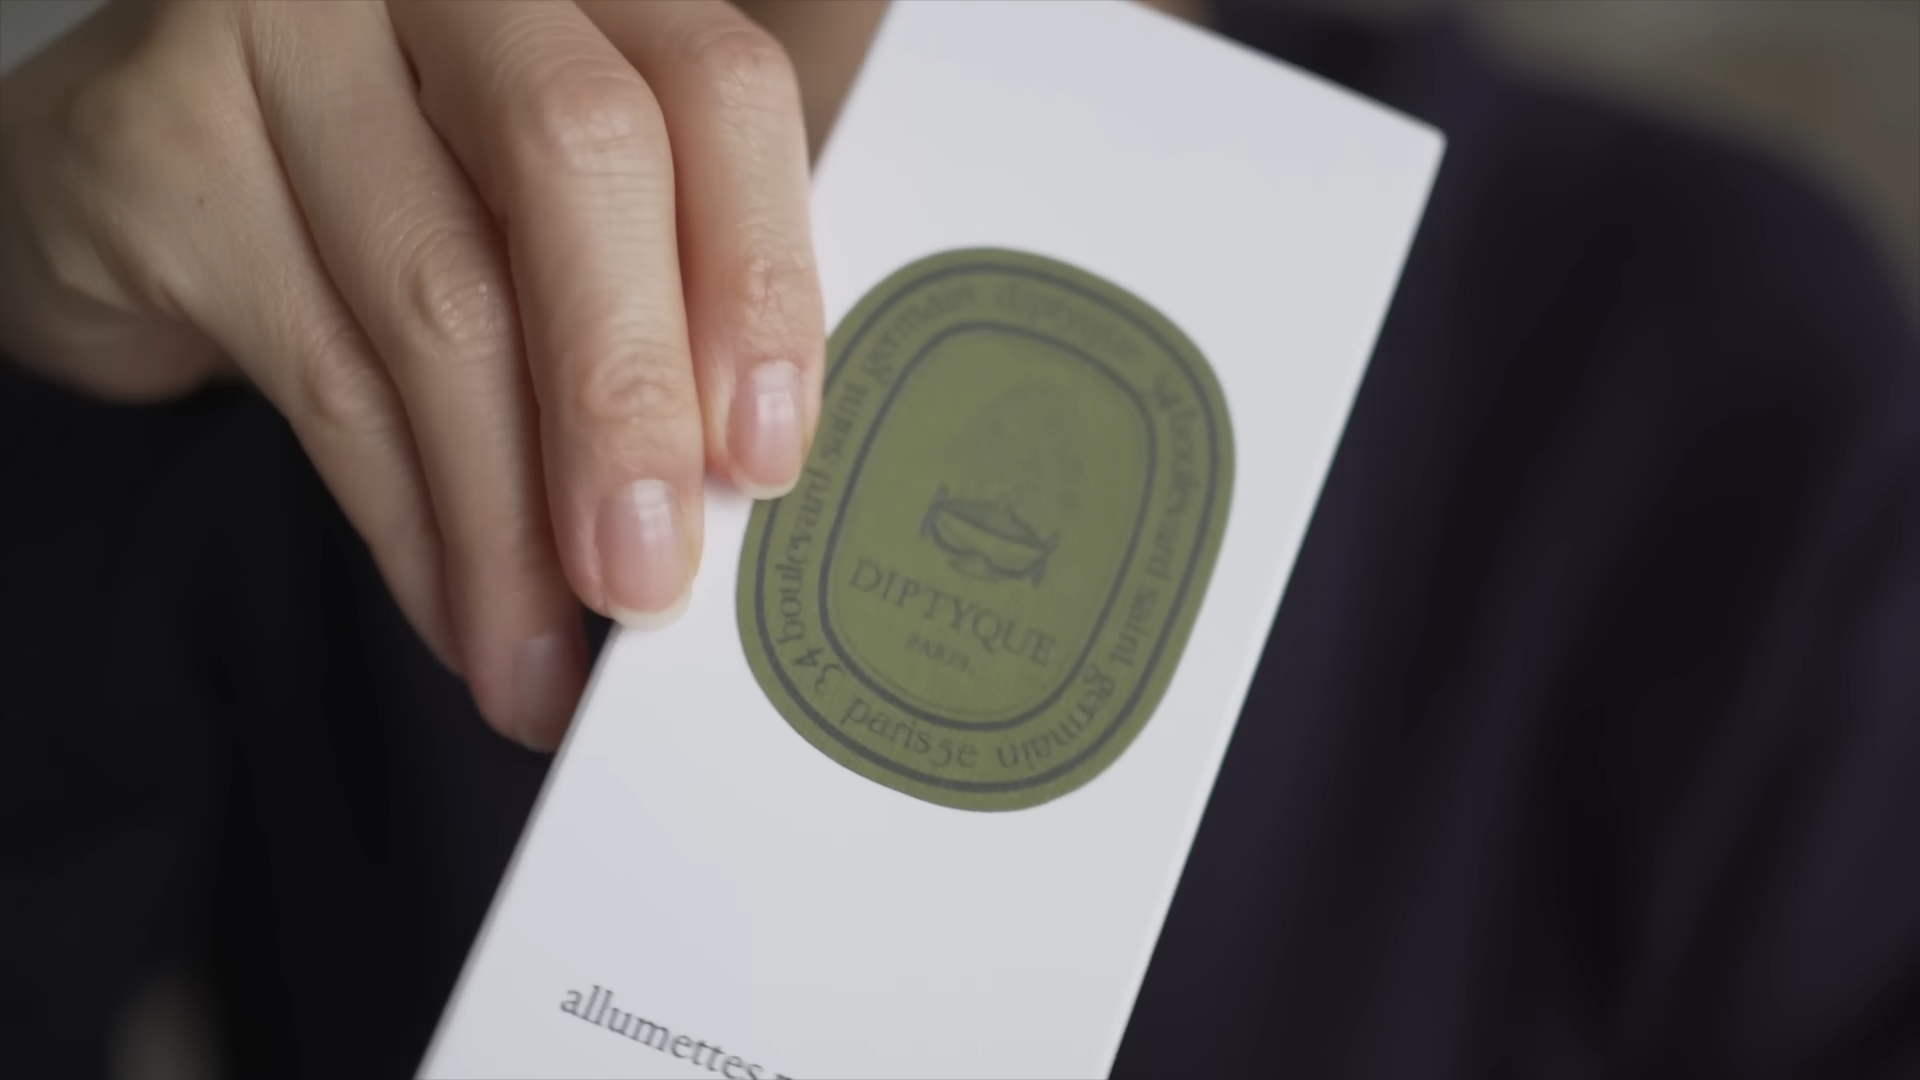 34 boulevard saint germain diptyque 34 boulevard saint germain paris 5e
DIPTYQUE
PARIS
allumettes